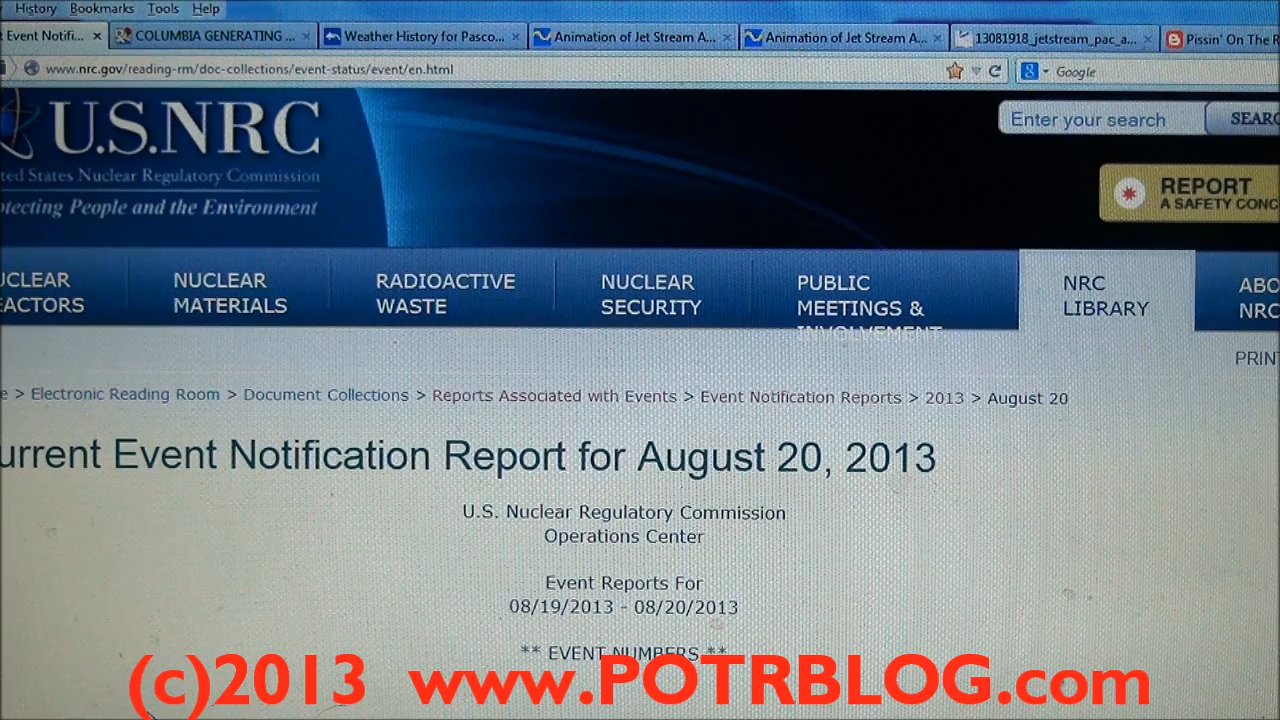 History Bookmarks Tools Help
t Event Notifi... × COLUMBIA GENERATING ... × Weather History for Pasco... × Animation of Jet Stream A... × Animation of Jet Stream A... × 13081918_jetstream_pac_a... × Pissin' On The R
www.nrc.gov/reading-rm/doc-collections/event-status/event/en.html Google
U.S.NRC
ted States Nuclear Regulatory Commission
otecting People and the Environment
Enter your search SEARC
REPORT
A SAFETY CONC
UCLEAR
EACTORS
NUCLEAR
MATERIALS
RADIOACTIVE
WASTE
NUCLEAR
SECURITY
PUBLIC
MEETINGS &
INVOLVEMENT
NRC
LIBRARY
ABO
NRC
PRINT
e > Electronic Reading Room > Document Collections > Reports Associated with Events > Event Notification Reports > 2013 > August 20
urrent Event Notification Report for August 20, 2013
U.S. Nuclear Regulatory Commission
Operations Center
Event Reports For
08/19/2013 - 08/20/2013
** EVENT NUMBERS **
(c)2013 www.POTRBLOG.com